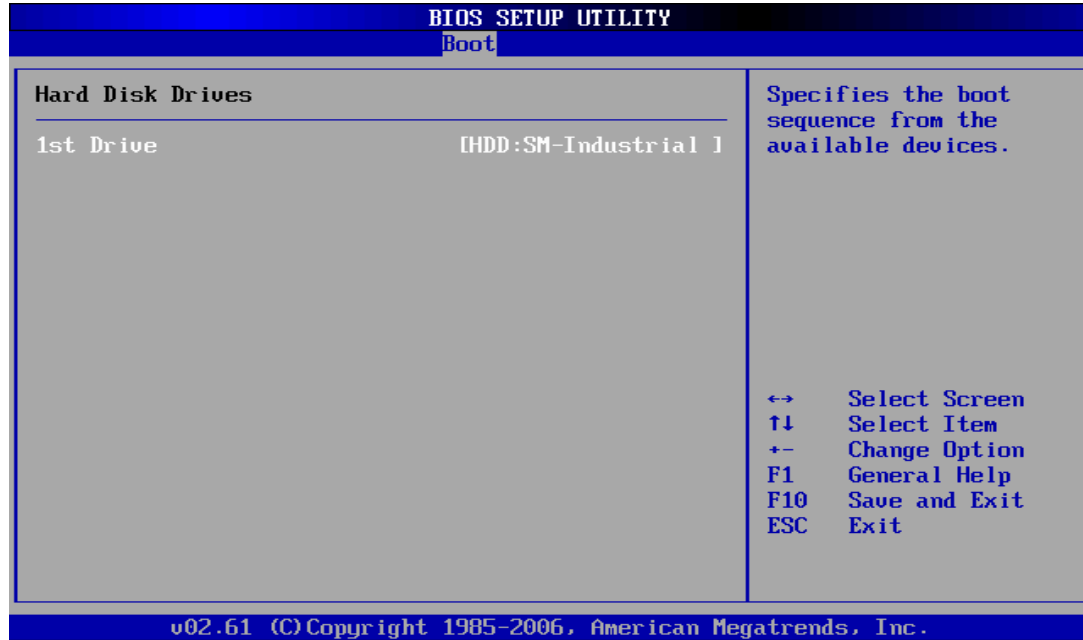 BIOS SETUP UTILITY
Boot
Hard Disk Drives
1st Drive [HDD:SM-Industrial ]
Specifies the boot
sequence from the
available devices.
←→ Select Screen
↑↓ Select Item
+- Change Option
F1 General Help
F10 Save and Exit
ESC Exit
v02.61 (C)Copyright 1985-2006, American Megatrends, Inc.